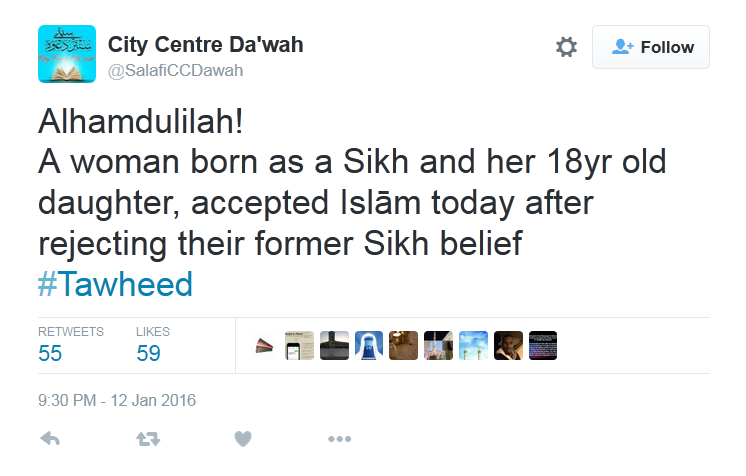 City Centre Da'wah
@SalafiCCDawah
Follow
Alhamdulilah!
A woman born as a Sikh and her 18yr old
daughter, accepted Islām today after
rejecting their former Sikh belief
#Tawheed
RETWEETS LIKES
55 59
9:30 PM - 12 Jan 2016